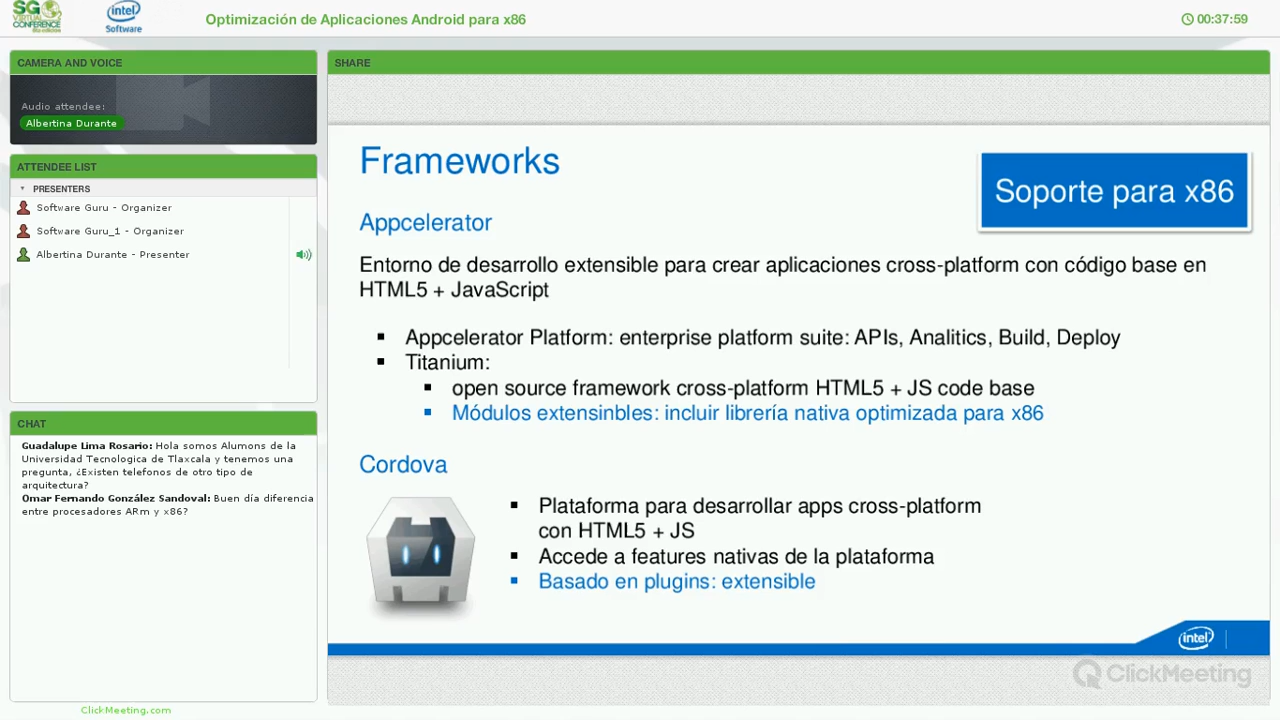 SG
VIRTUAL
CONFERENCE
intel
Software
Optimización de Aplicaciones Android para x86
00:37:59
CAMERA AND VOICE
Audio attendee:
Albertina Durante
ATTENDEE LIST
PRESENTERS
Software Guru - Organizer
Software Guru_1 - Organizer
Albertina Durante - Presenter
CHAT
Guadalupe Lima Rosario: Hola somos Alumons de la
Universidad Tecnologica de Tlaxcala y tenemos una
pregunta, ¿Existen telefonos de otro tipo de
arquitectura?
Omar Fernando González Sandoval: Buen día diferencia
entre procesadores ARm y x86?
ClickMeeting.com
SHARE
Frameworks
Soporte para x86
Appcelerator
Entorno de desarrollo extensible para crear aplicaciones cross-platform con código base en
HTML5 + JavaScript
Appcelerator Platform: enterprise platform suite: APIs, Analitics, Build, Deploy
Titanium:
open source framework cross-platform HTML5 + JS code base
Módulos extensinbles: incluir librería nativa optimizada para x86
Cordova
Plataforma para desarrollar apps cross-platform
con HTML5 + JS
Accede a features nativas de la plataforma
Basado en plugins: extensible
intel
ClickMeeting